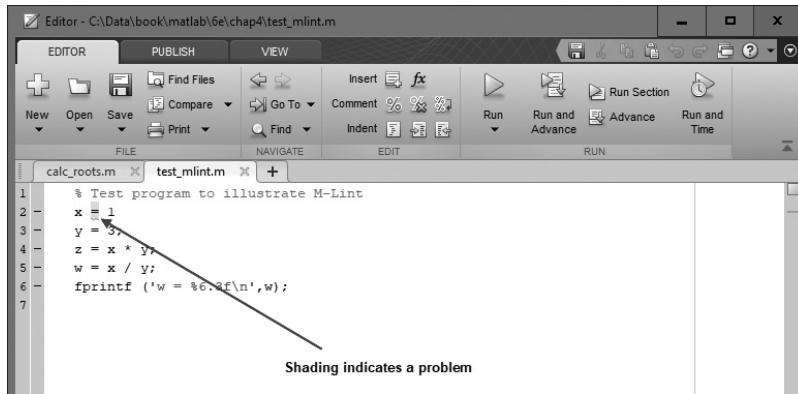 Editor - C:\Data\book\matlab\6e\chap4\test_mlint.m
EDITOR PUBLISH VIEW
New Open Save
Find Files
Compare
Print
Go To
Find
Insert fx
Comment
Indent
Run
Run and Advance
Run Section
Advance
Run and Time
FILE NAVIGATE EDIT RUN
calc_roots.m test_mlint.m +
1 % Test program to illustrate M-Lint
2 - x = 1
3 - y = 3;
4 - z = x * y;
5 - w = x / y;
6 - fprintf ('w = %6.3f\n',w);
7
Shading indicates a problem